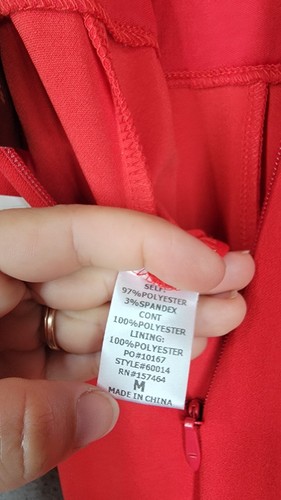 SELF:
97%POLYESTER
3%SPANDEX
CONT
100%POLYESTER
LINING:
100%POLYESTER
PO#10167
STYLE#60014
RN#157464
M
MADE IN CHINA